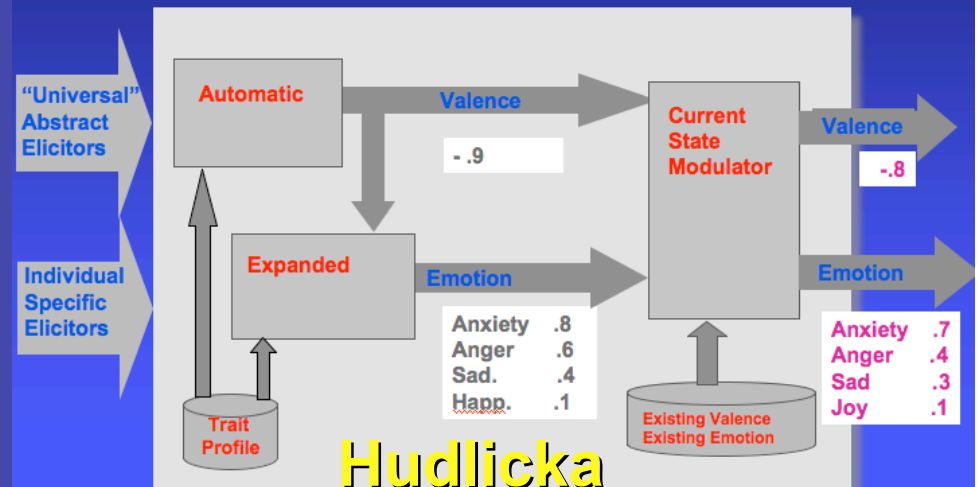 “Universal”
Abstract
Elicitors
Automatic
Valence
- .9
Current
State
Modulator
Valence
-.8
Individual
Specific
Elicitors
Expanded
Emotion
Anxiety .8
Anger .6
Sad. .4
Happ. .1
Emotion
Anxiety .7
Anger .4
Sad .3
Joy .1
Trait
Profile
Existing Valence
Existing Emotion
Hudlicka